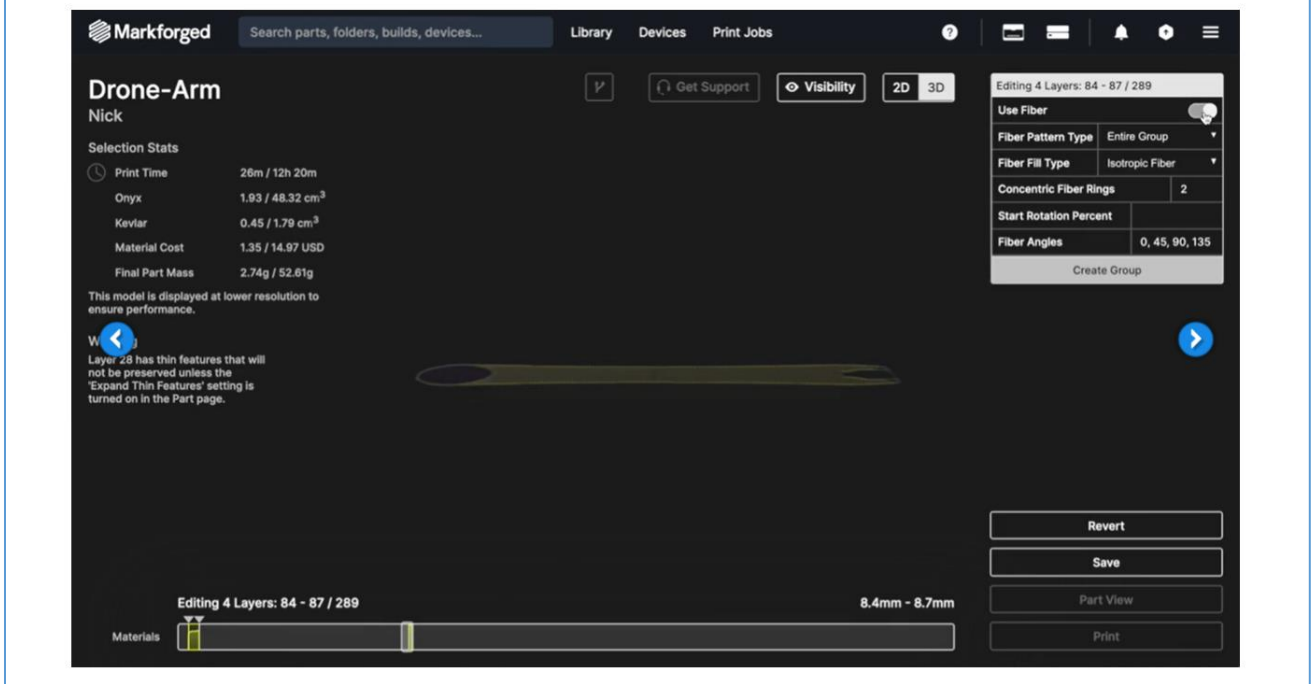 Markforged
Search parts, folders, builds, devices...
Library Devices Print Jobs
?
Drone-Arm
Nick
Get Support
Visibility
2D 3D
Selection Stats
Print Time 26m / 12h 20m
Onyx 1.93 / 48.32 cm³
Kevlar 0.45 / 1.79 cm³
Material Cost 1.35 / 14.97 USD
Final Part Mass 2.74g / 52.61g
This model is displayed at lower resolution to
ensure performance.
Layer 28 has thin features that will
not be preserved unless the
'Expand Thin Features' setting is
turned on in the Part page.
Editing 4 Layers: 84 - 87 / 289
Use Fiber
Fiber Pattern Type Entire Group
Fiber Fill Type Isotropic Fiber
Concentric Fiber Rings 2
Start Rotation Percent
Fiber Angles 0, 45, 90, 135
Create Group
Revert
Save
Part View
Print
Editing 4 Layers: 84 - 87 / 289 8.4mm - 8.7mm
Materials